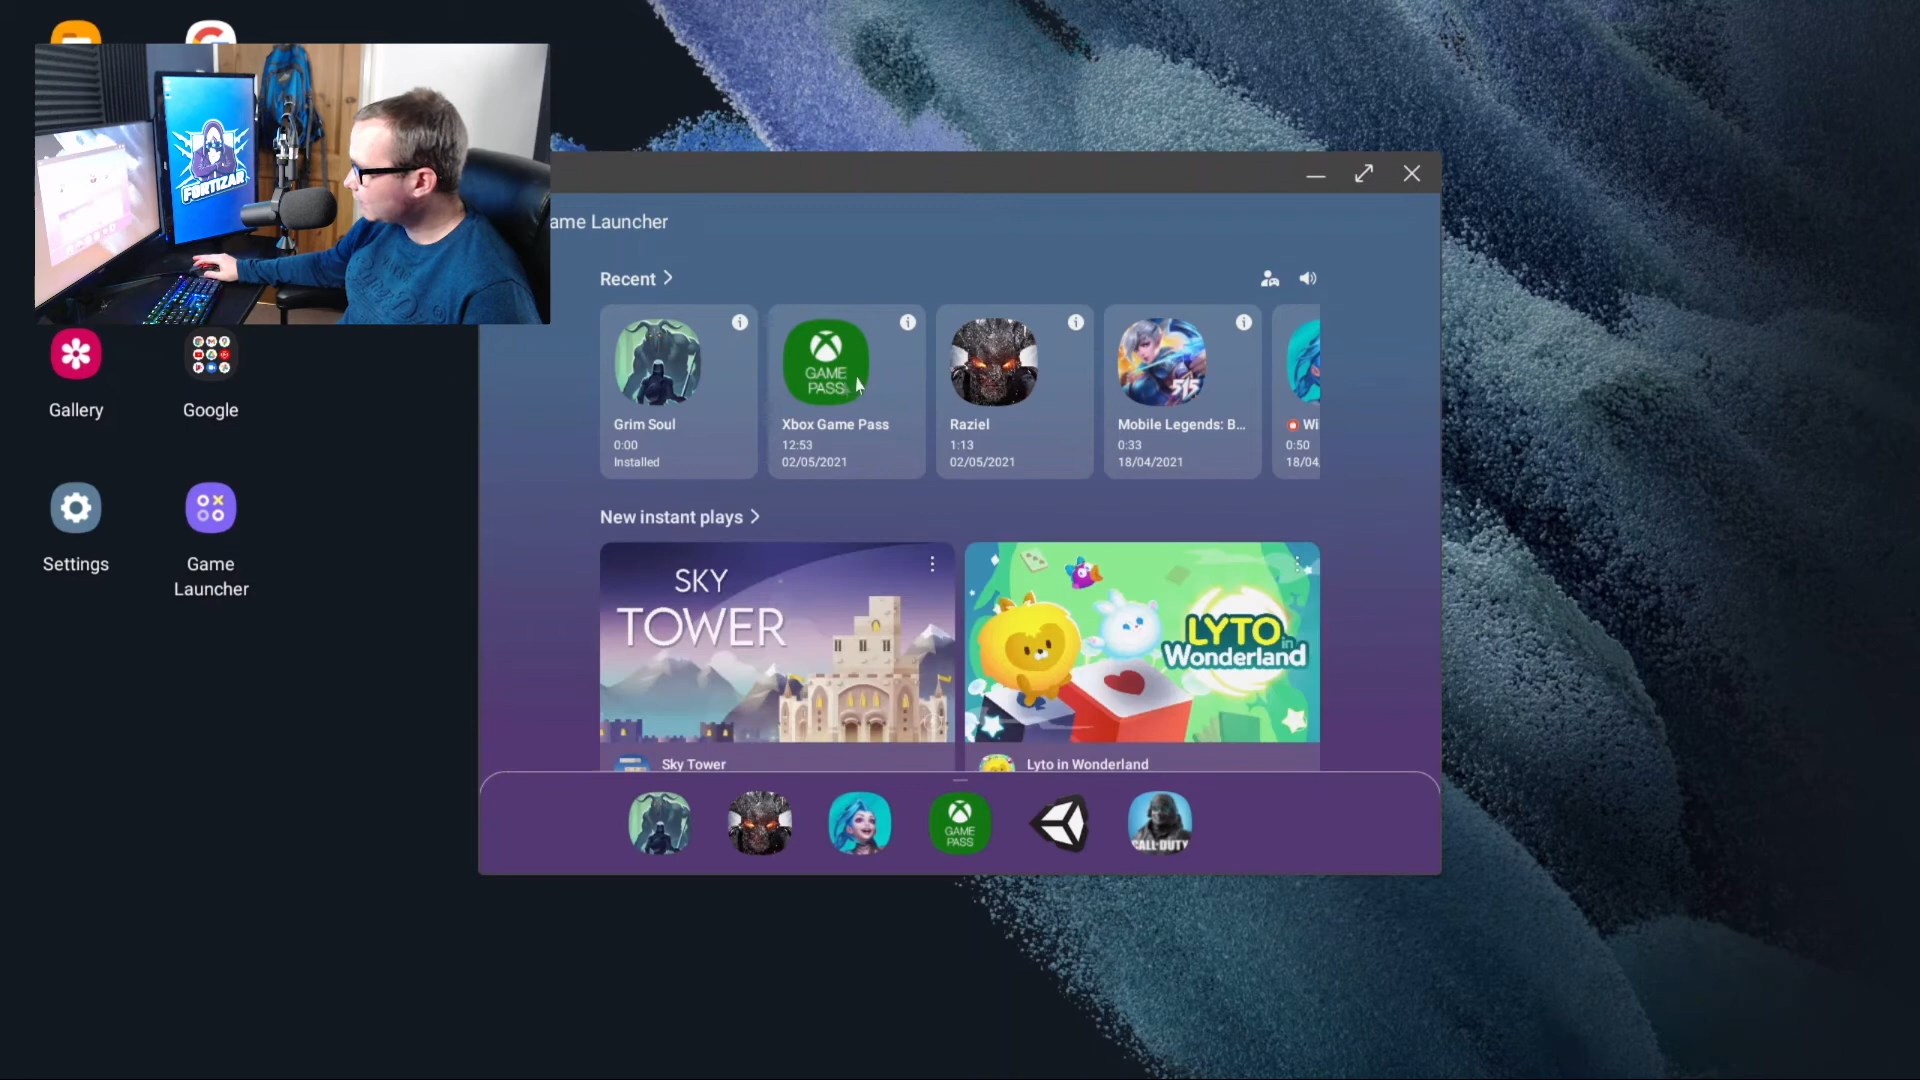 FORTIZAR
ame Launcher
Recent
GAME
PASS
515
Grim Soul
0:00
Installed
Xbox Game Pass
12:53
02/05/2021
Raziel
1:13
02/05/2021
Mobile Legends: B...
0:33
18/04/2021
Wi
0:50
18/04
Gallery
Google
New instant plays
SKY
TOWER
LYTO in
Wonderland
Settings
Game
Launcher
Sky Tower
Lyto in Wonderland
GAME
PASS
CALL DUTY